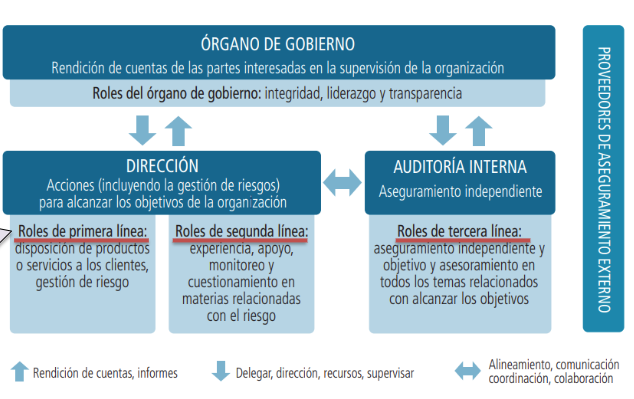 ÓRGANO DE GOBIERNO
Rendición de cuentas de las partes interesadas en la supervisión de la organización
Roles del órgano de gobierno: integridad, liderazgo y transparencia
DIRECCIÓN
Acciones (incluyendo la gestión de riesgos)
para alcanzar los objetivos de la organización
Roles de primera línea:
disposición de productos
o servicios a los clientes,
gestión de riesgo
Roles de segunda línea:
experiencia, apoyo,
monitoreo y
cuestionamiento en
materias relacionadas
con el riesgo
AUDITORÍA INTERNA
Aseguramiento independiente
Roles de tercera línea:
aseguramiento independiente y
objetivo y asesoramiento en
todos los temas relacionados
con alcanzar los objetivos
PROVEEDORES DE ASEGURAMIENTO EXTERNO
Rendición de cuentas, informes
Delegar, dirección, recursos, supervisar
Alineamiento, comunicación
coordinación, colaboración